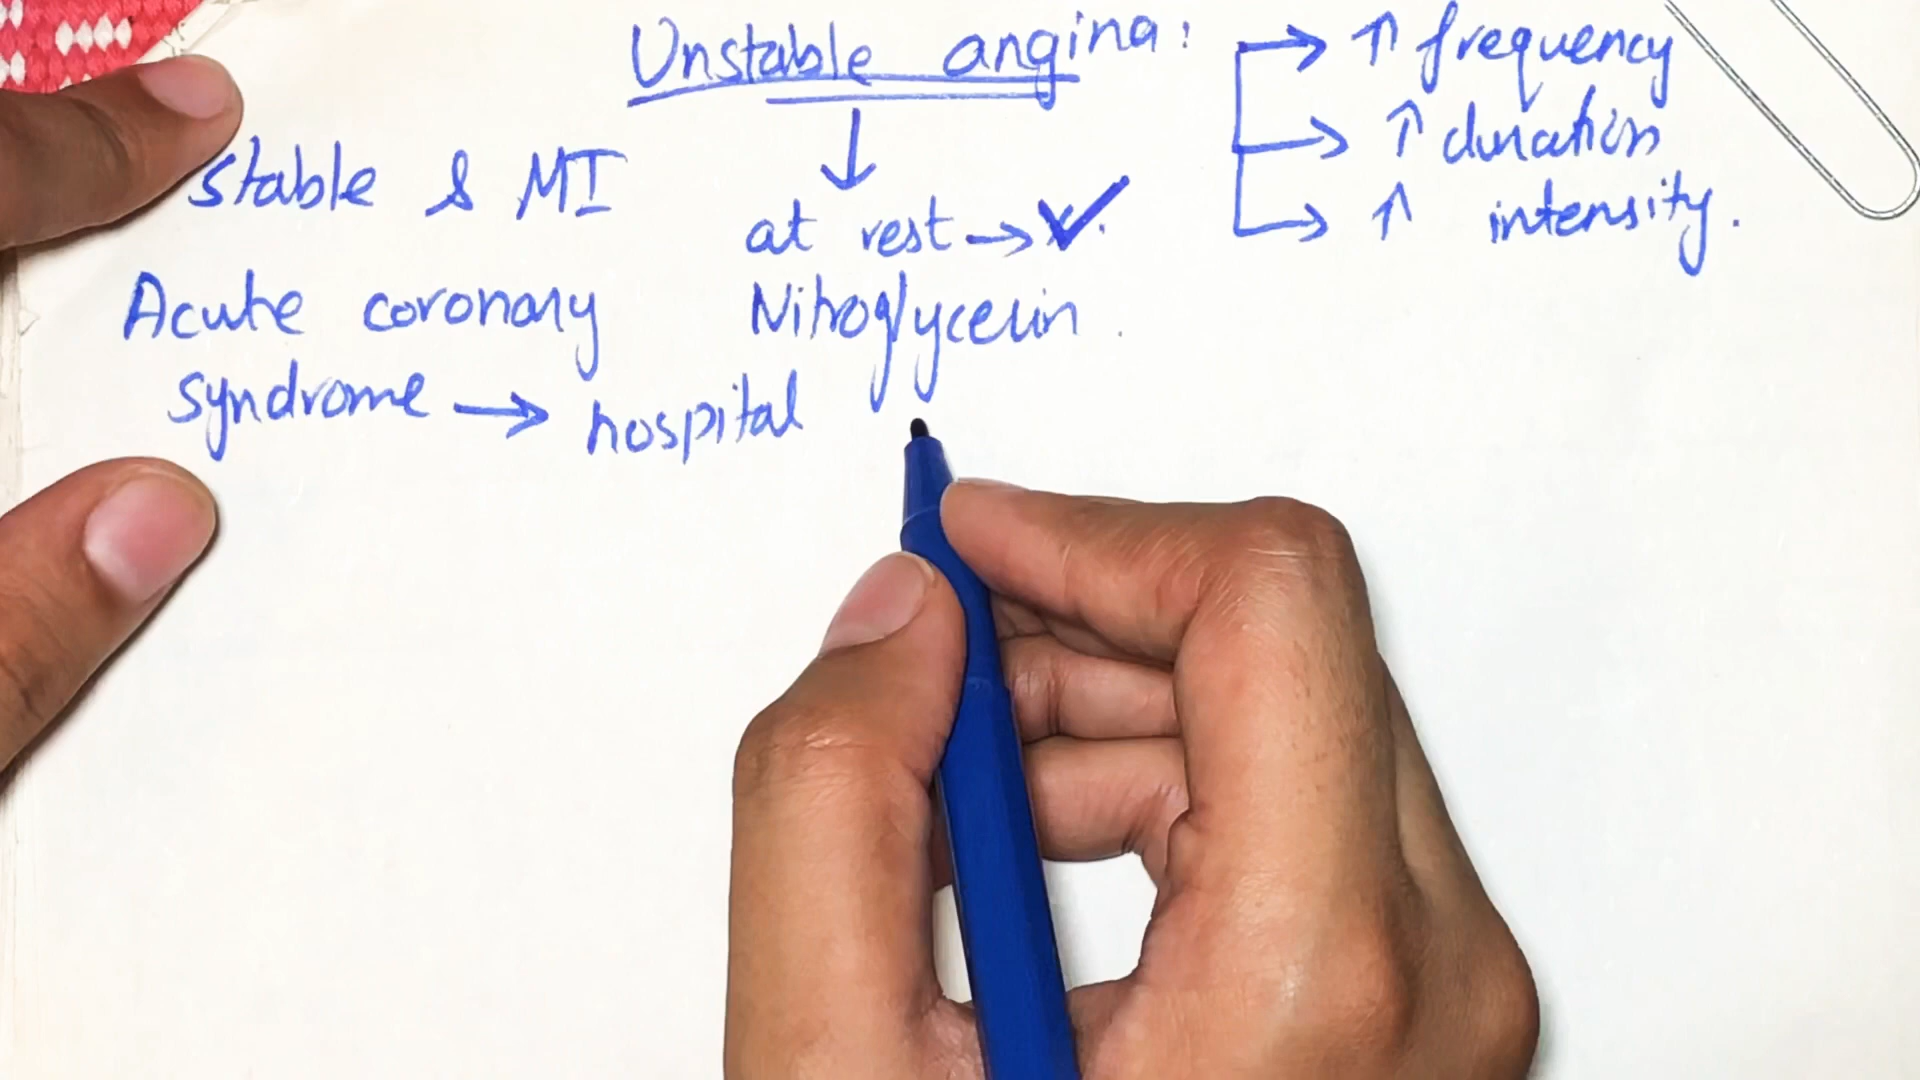 Unstable angina :
→ ↑ frequency
→ ↑ duration
→ ↑ intensity.
↓
at rest → ✓.
Nitroglycerin.
stable & MI
Acute coronary
syndrome → hospital